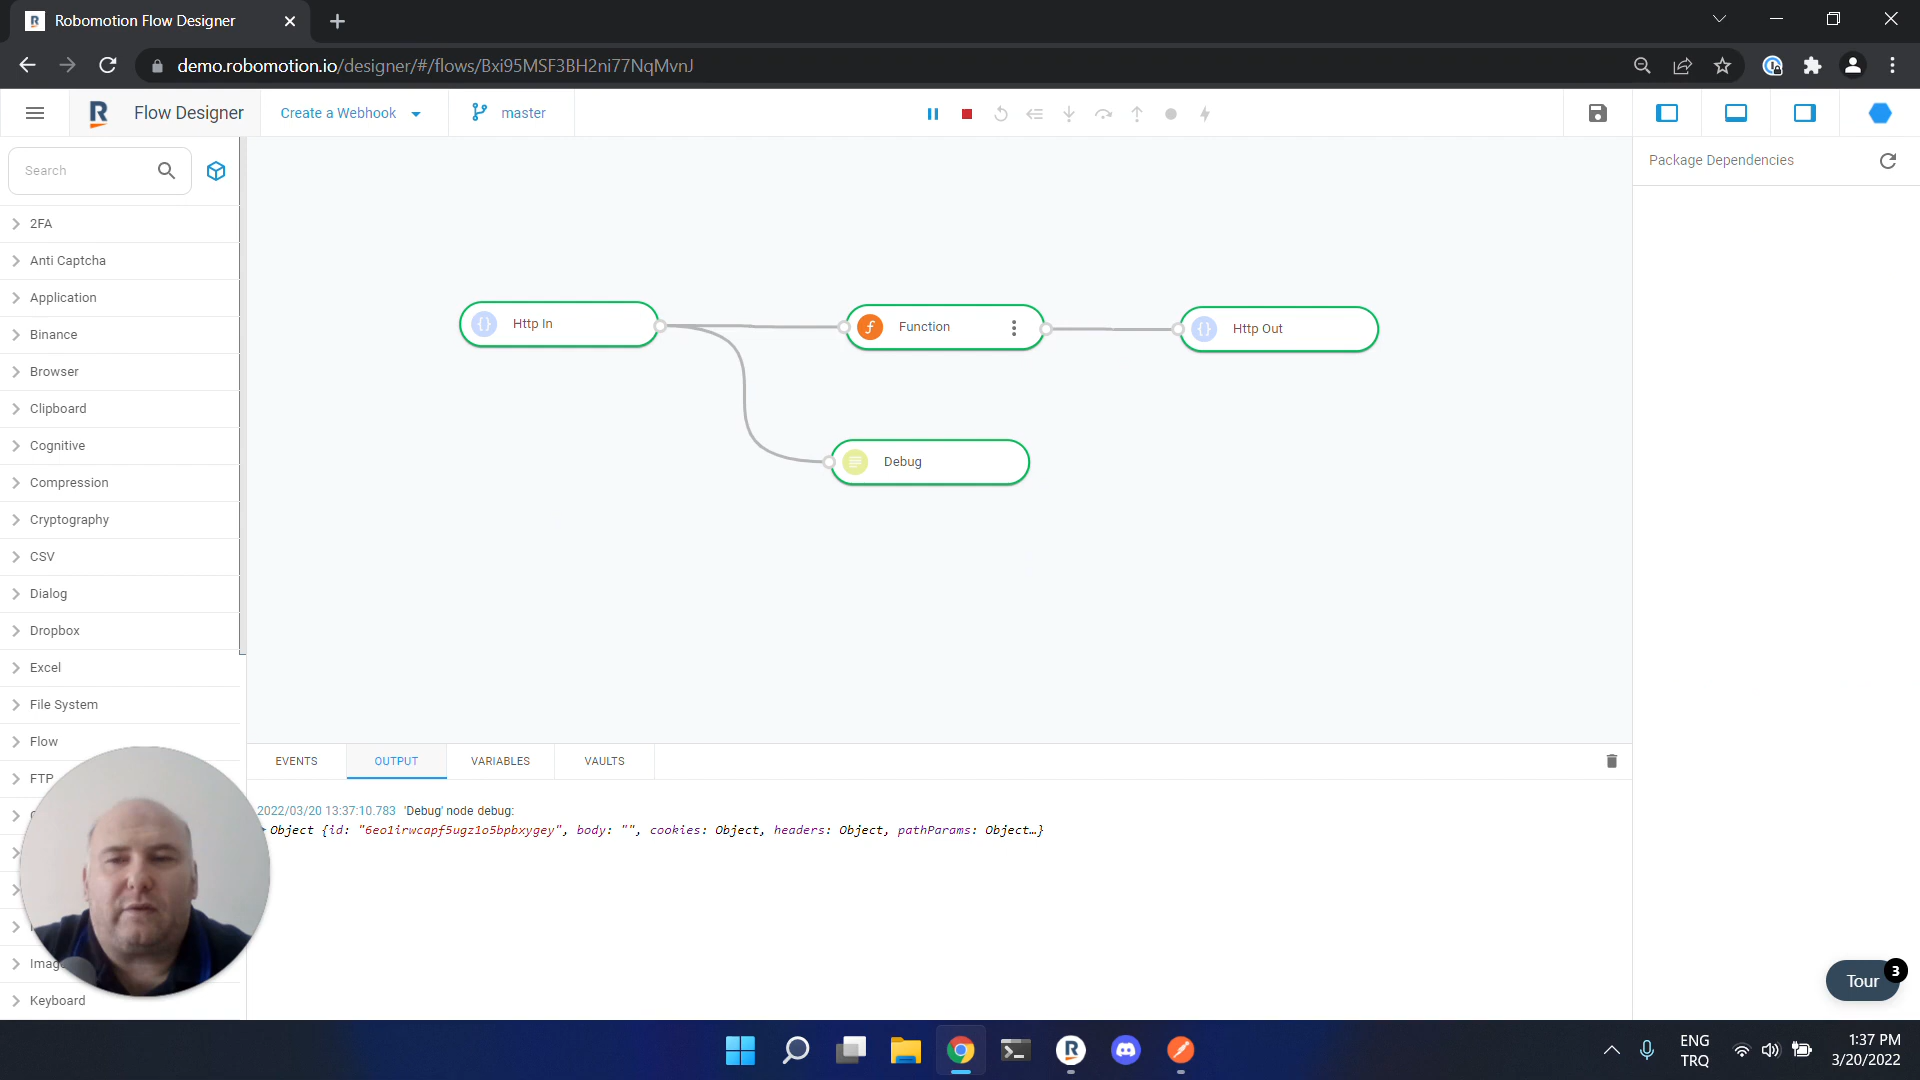 Robomotion Flow Designer
demo.robomotion.io/designer/#/flows/Bxi95MSF3BH2ni77NqMvnJ
Flow Designer
Create a Webhook
master
Search
Package Dependencies
2FA
Anti Captcha
Application
Binance
Browser
Clipboard
Cognitive
Compression
Cryptography
CSV
Dialog
Dropbox
Excel
File System
Flow
FTP
Imag
Keyboard
Http In
Function
Http Out
Debug
EVENTS
OUTPUT
VARIABLES
VAULTS
2022/03/20 13:37:10.783 'Debug' node debug:
Object {id: "6eo1irwcapf5ugz1o5bpbxygey", body: "", cookies: Object, headers: Object, pathParams: Object…}
Tour
3
ENG
TRQ
1:37 PM
3/20/2022